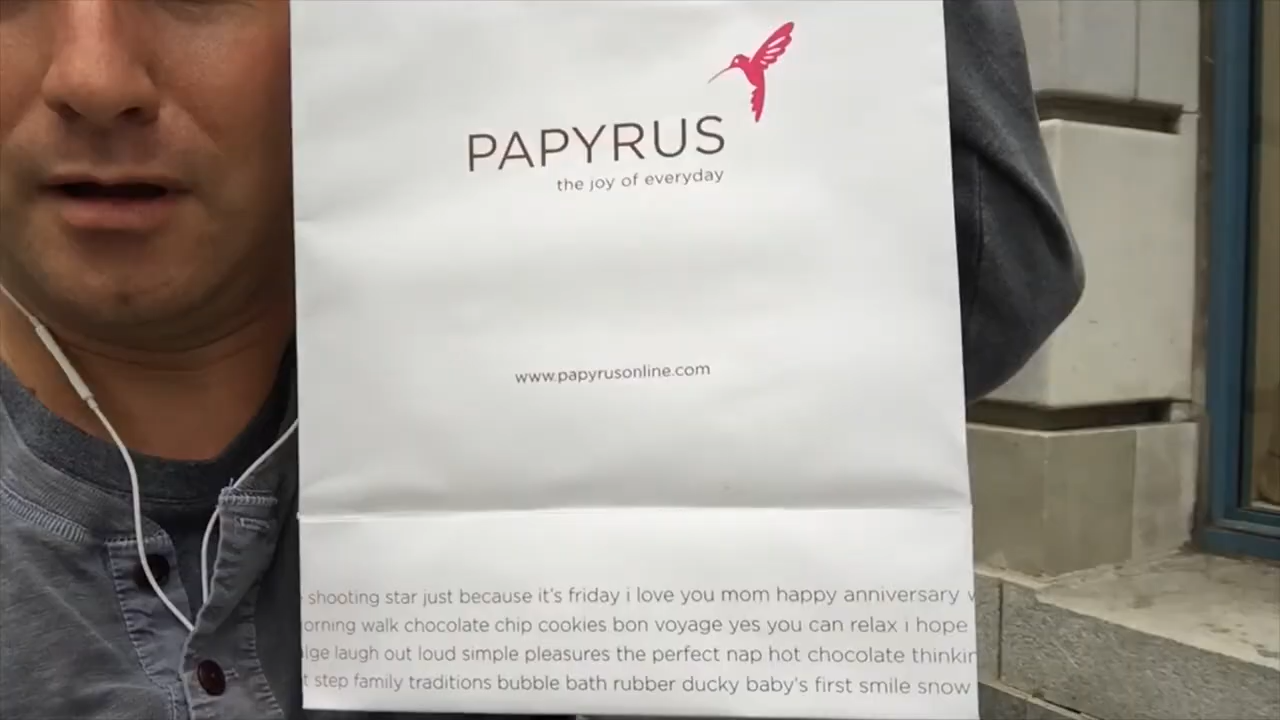 PAPYRUS
the joy of everyday
www.papyrusonline.com
shooting star just because it's friday i love you mom happy anniversary
walk chocolate chip cookies bon voyage yes you can relax i hope
laugh out loud simple pleasures the perfect nap hot chocolate
step family traditions bubble bath rubber ducky baby's first smile snow